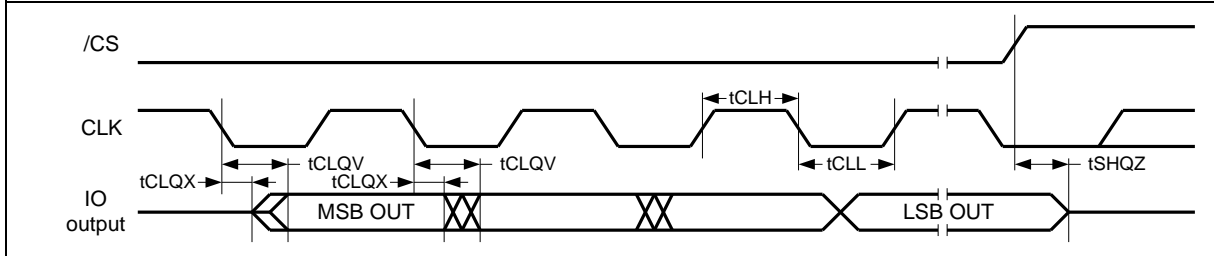 /CS
CLK
tCLH
tCLQV
tCLQV
tCLL
tSHQZ
tCLQX
tCLQX
IO
output
MSB OUT
LSB OUT